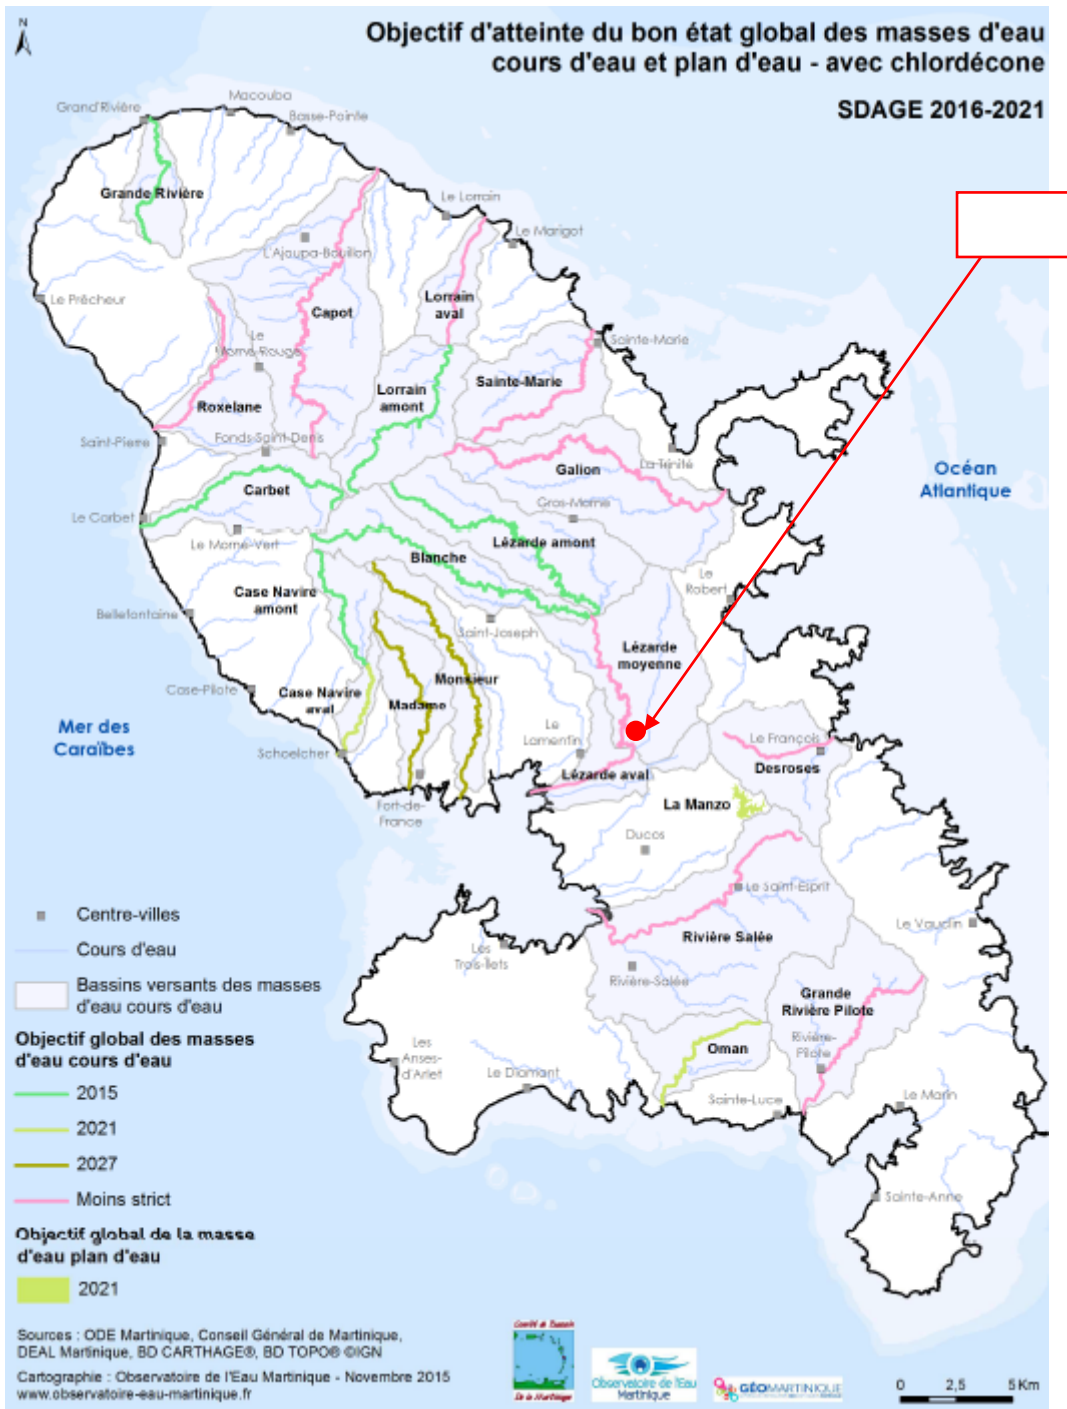 N
Objectif d'atteinte du bon état global des masses d'eau
cours d'eau et plan d'eau - avec chlordécone
SDAGE 2016-2021
Macouba
Grand'Rivière
Basse-Pointe
Grande Rivière
Le Lorrain
Le Marigot
L'Ajoupa-Bouillon
Le Prêcheur
Lorrain
aval
Capot
Le
Morne-Rouge
Sainte-Marie
Sainte-Marie
Lorrain
amont
Roxelane
Saint-Pierre
Fonds-Saint-Denis
La Trinité
Galion
Océan
Atlantique
Carbet
Gros-Morne
Le Carbet
Le Morne-Vert
Lézarde amont
Blanche
Le
Robert
Case Navire
amont
Bellefontaine
Saint-Joseph
Lézarde
moyenne
Monsieur
Case-Pilote
Case Navire
aval
Madame
Mer des
Caraïbes
Schoelcher
Le
Lamentin
Le François
Desroses
Lézarde aval
Fort-de-
France
La Manzo
Ducos
Le Saint-Esprit
Centre-villes
Le Vauclin
Cours d'eau
Les
Trois-Îlets
Rivière Salée
Rivière-Salée
Bassins versants des masses
d'eau cours d'eau
Grande
Rivière Pilote
Objectif global des masses
d'eau cours d'eau
Les
Anses-
d'Arlet
Rivière-
Pilote
Oman
Le Diamant
2015
Sainte-Luce
Le Marin
2021
2027
Moins strict
Sainte-Anne
Objectif global de la masse
d'eau plan d'eau
2021
Sources : ODE Martinique, Conseil Général de Martinique,
DEAL Martinique, BD CARTHAGE®, BD TOPO® ©IGN
Cartographie : Observatoire de l'Eau Martinique - Novembre 2015
www.observatoire-eau-martinique.fr
Comité de Bassin
De la Martinique
Observatoire de l'Eau
Martinique
GÉOMARTINIQUE
0 2,5 5 Km